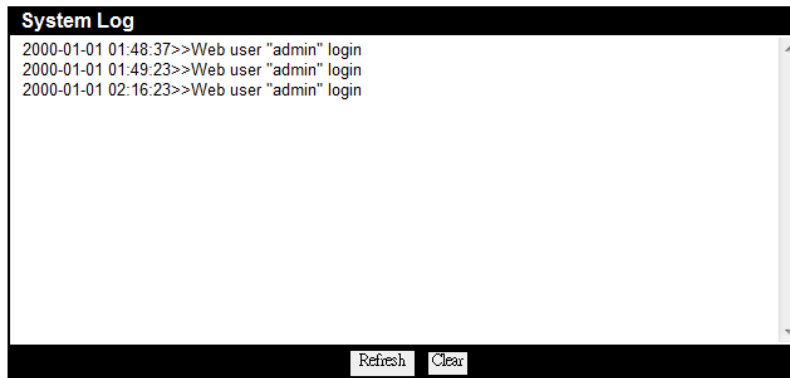 System Log
2000-01-01 01:48:37>>Web user "admin" login
2000-01-01 01:49:23>>Web user "admin" login
2000-01-01 02:16:23>>Web user "admin" login
Refresh Clear